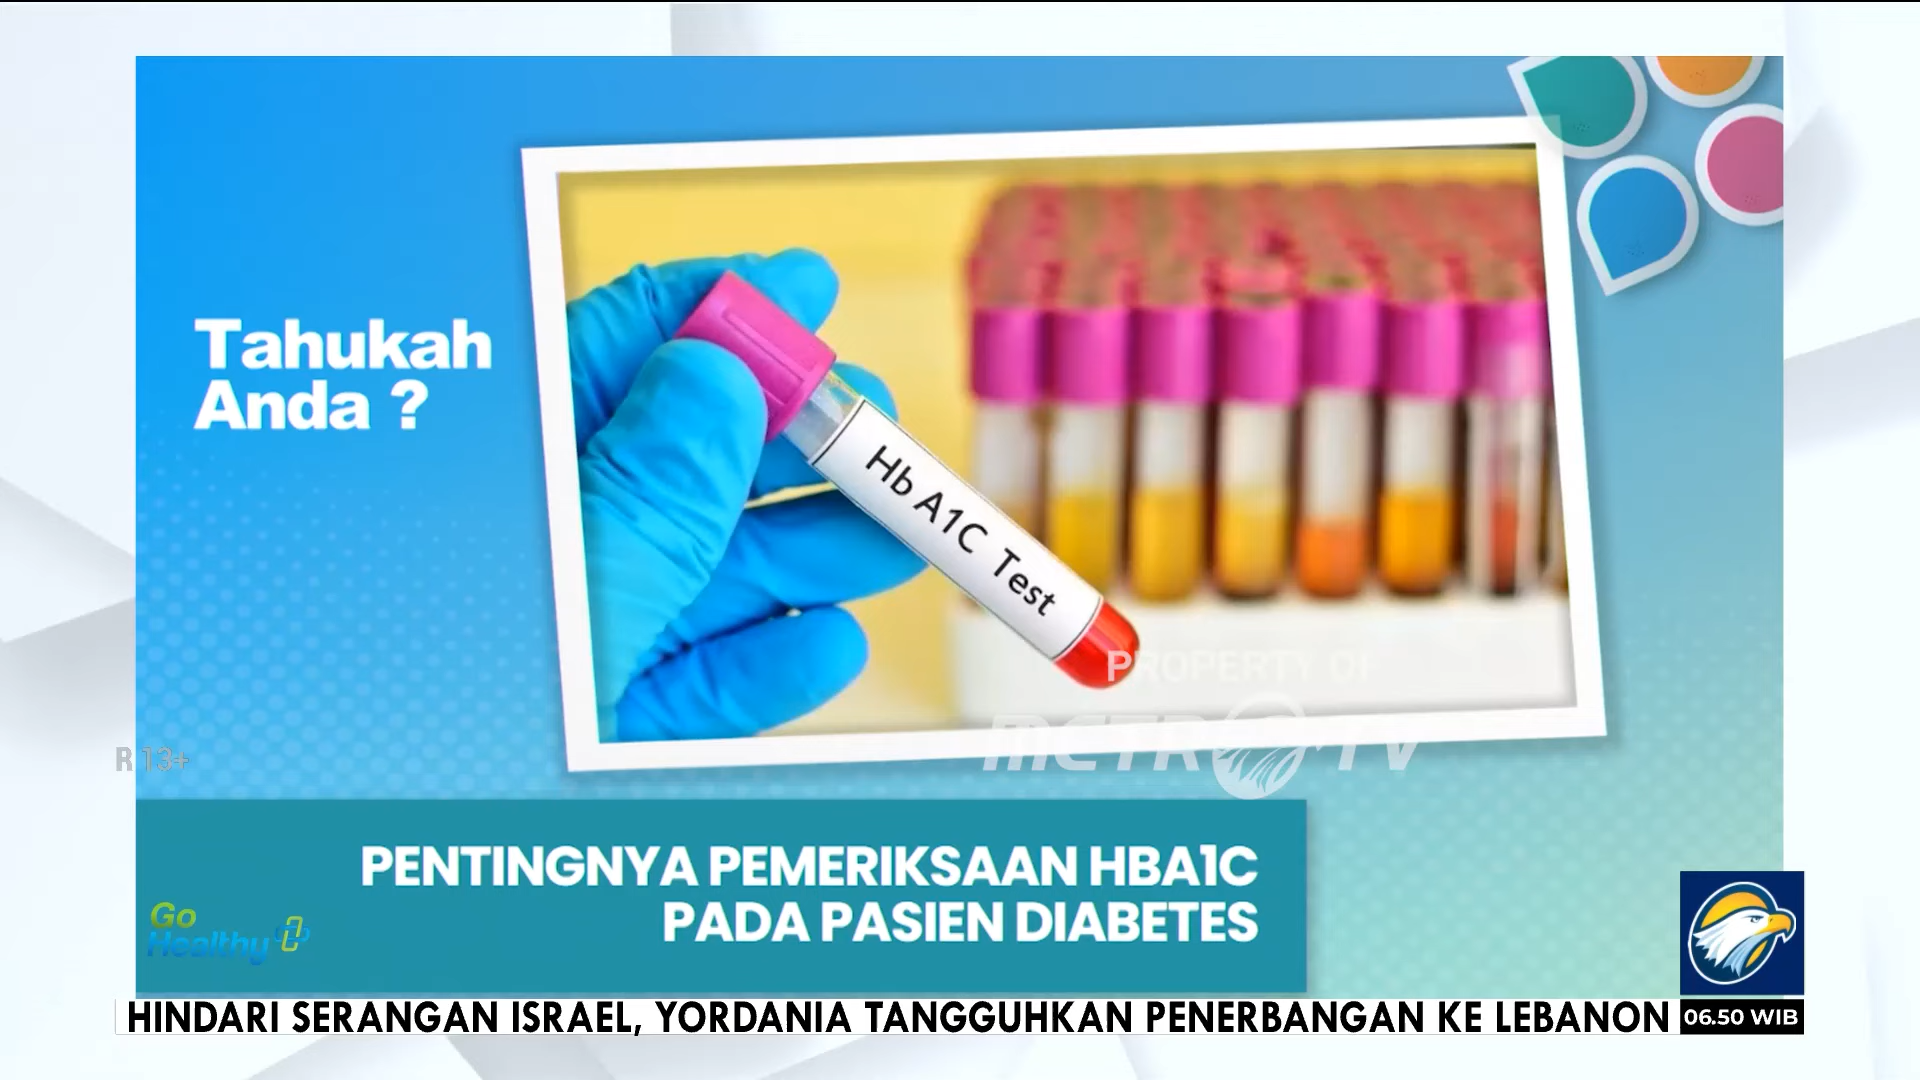 Tahukah
Anda ?
Hb A1C Test
PROPERTY OF
METRO TV
R 13+
PENTINGNYA PEMERIKSAAN HBA1C
PADA PASIEN DIABETES
Go
Healthy
HINDARI SERANGAN ISRAEL, YORDANIA TANGGUHKAN PENERBANGAN KE LEBANON
06.50 WIB